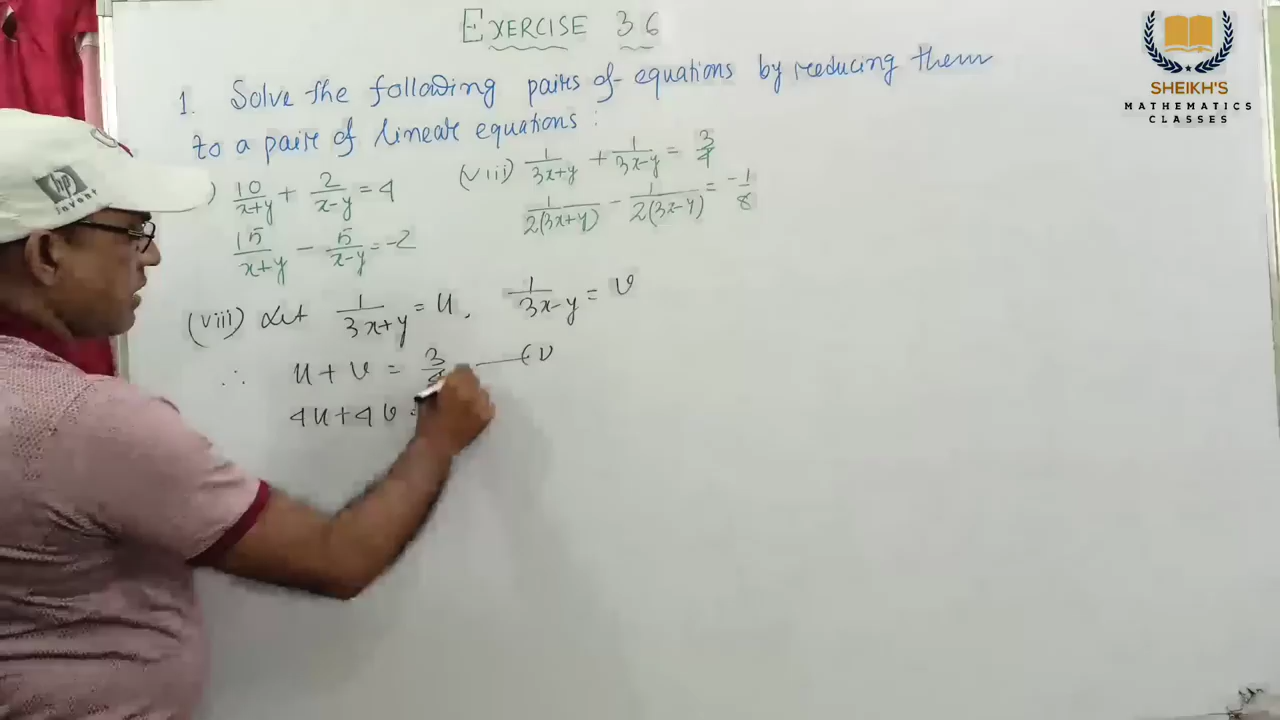 EXERCISE 3 6
1. Solve the following pairs of equations by reducing them
to a pair of linear equations :
) 10/(x+y) + 2/(x-y) = 4
15/(x+y) - 5/(x-y) = -2
(viii) 1/(3x+y) + 1/(3x-y) = 3/4
1/2(3x+y) - 1/2(3x-y) = -1/8
(viii) Let 1/(3x+y) = u, 1/(3x-y) = v
∴ u + v = 3/4
4u + 4v =
hp
invent
SHEIKH'S
MATHEMATICS
CLASSES